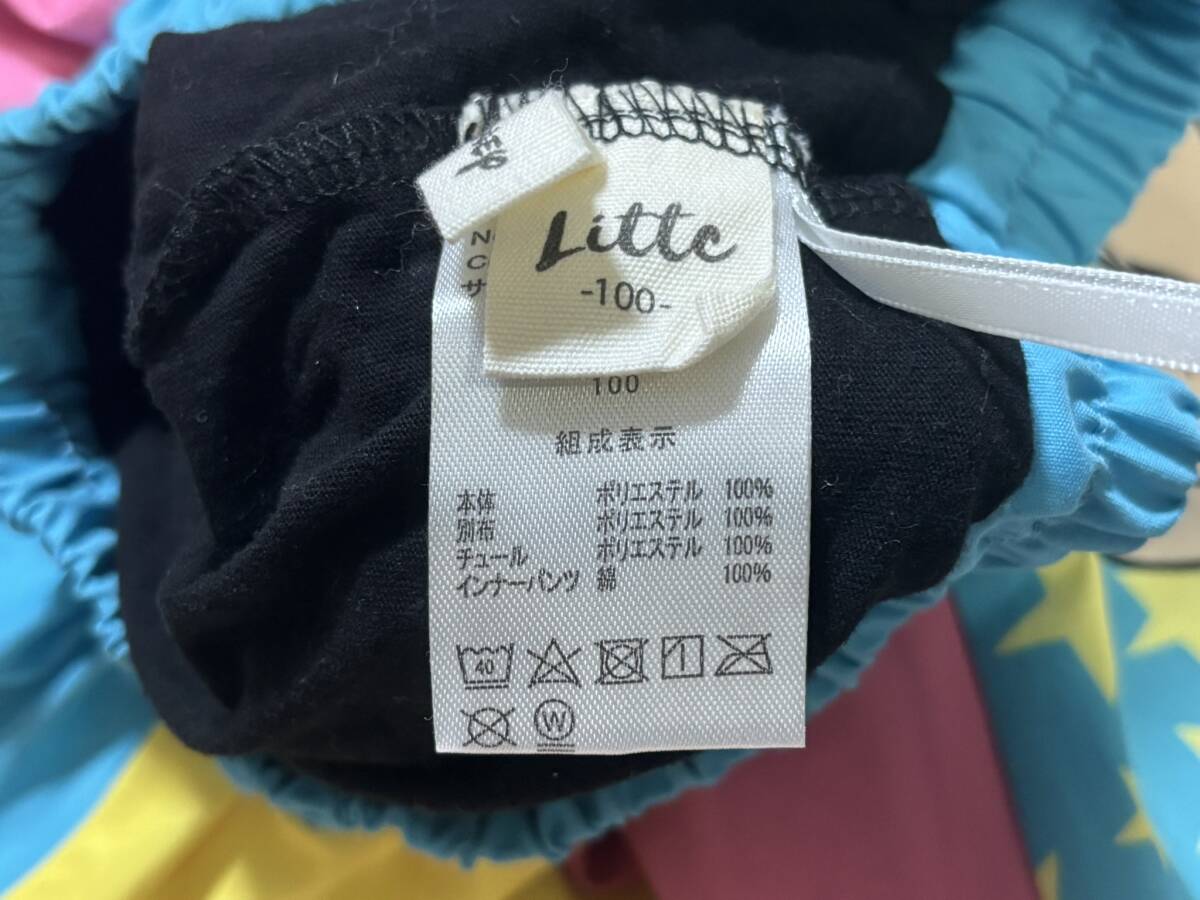 Littc
-100-
N
C
サ
100
組成表示
本体 ポリエステル 100%
別布 ポリエステル 100%
チュール ポリエステル 100%
インナーパンツ 綿 100%
40
W